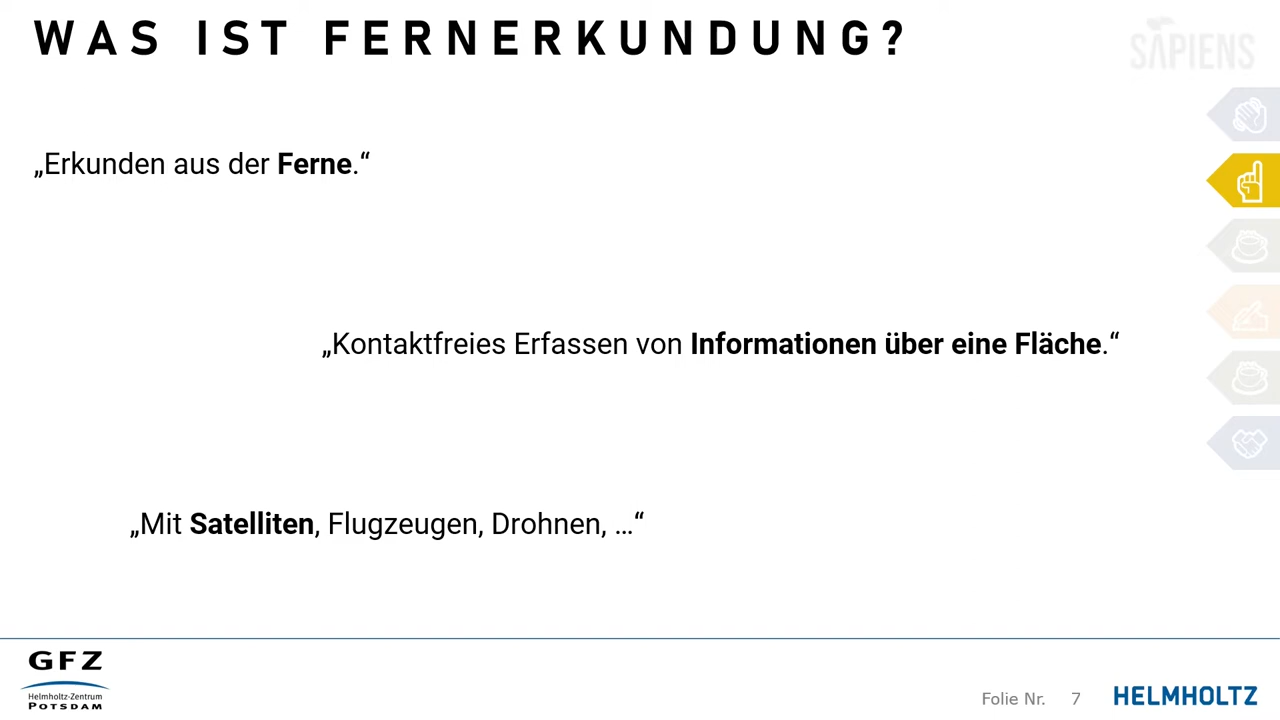 WAS IST FERNERKUNDUNG?
SAPIENS
„Erkunden aus der Ferne.“
„Kontaktfreies Erfassen von Informationen über eine Fläche.“
„Mit Satelliten, Flugzeugen, Drohnen, …“
GFZ
Helmholtz-Zentrum
POTSDAM
Folie Nr. 7
HELMHOLTZ